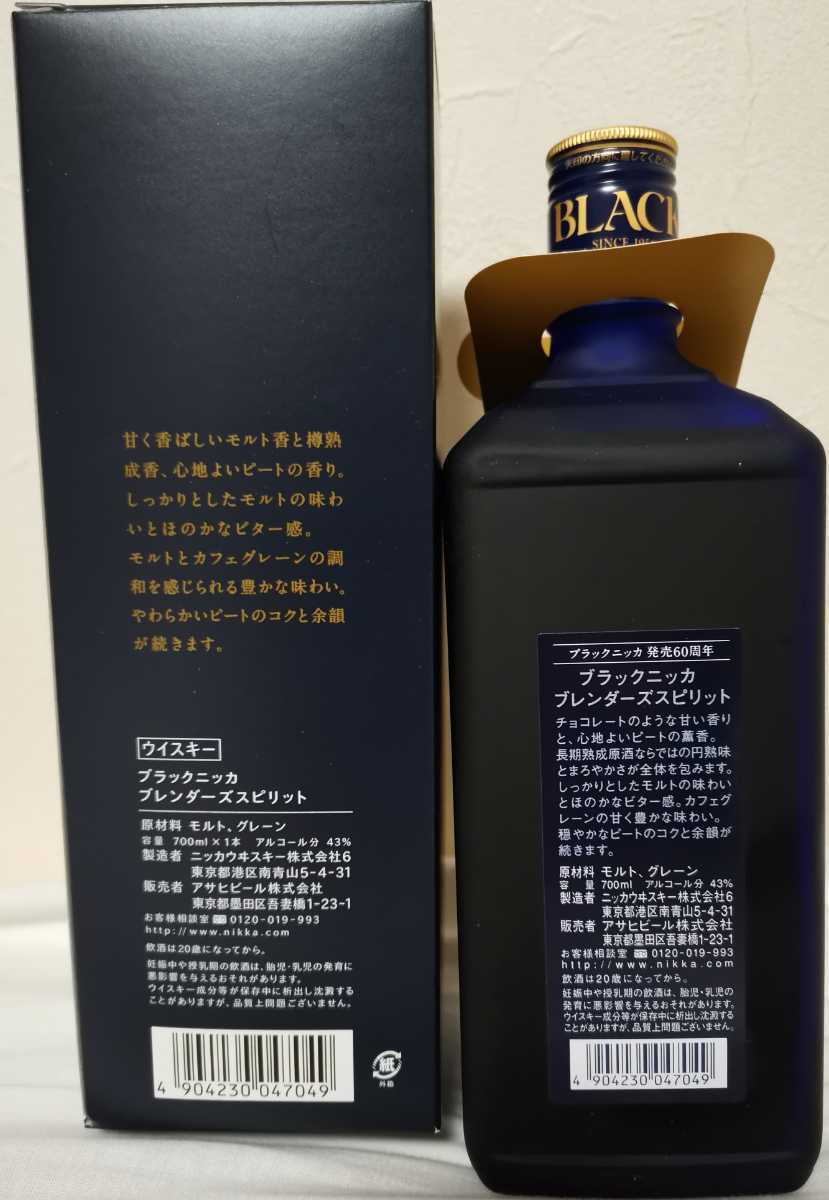 甘く香ばしいモルト香と樽熟
成香、心地よいピートの香り。
しっかりとしたモルトの味わ
いとほのかなビター感。
モルトとカフェグレーンの調
和を感じられる豊かな味わい。
やわらかいピートのコクと余韻
が続きます。
ウイスキー
ブラックニッカ
ブレンダーズスピリット
原材料 モルト、グレーン
容量 700ml×1本 アルコール分 43%
製造者 ニッカウヰスキー株式会社6
東京都港区南青山5-4-31
販売者 アサヒビール株式会社
東京都墨田区吾妻橋1-23-1
お客様相談室 0120-019-993
http://www.nikka.com
飲酒は20歳になってから。
妊娠中や授乳期の飲酒は、胎児・乳児の発育に
悪影響を与えるおそれがあります。
ウイスキー成分等が保存中に析出し沈澱する
ことがありますが、品質上問題ございません。
4 904230 047049
紙
外箱
矢印の方向に廻してくださ
BLACK
SINCE 195
ブラックニッカ 発売60周年
ブラックニッカ
ブレンダーズスピリット
チョコレートのような甘い香り
と、心地よいピートの薫香。
長期熟成原酒ならではの円熟味
とまろやかさが全体を包みます。
しっかりとしたモルトの味わい
とほのかなビター感。カフェグ
レーンの甘く豊かな味わい。
穏やかなピートのコクと余韻が
続きます。
原材料 モルト、グレーン
容量 700ml アルコール分 43%
製造者 ニッカウヰスキー株式会社6
東京都港区南青山5-4-31
販売者 アサヒビール株式会社
東京都墨田区吾妻橋1-23-1
お客様相談室 0120-019-993
http://www.nikka.com
飲酒は20歳になってから。
妊娠中や授乳期の飲酒は、胎児・乳児の
発育に悪影響を与えるおそれがあります。
ウイスキー成分等が保存中に析出し沈澱する
ことがありますが、品質上問題ございません。
4 904230 047049